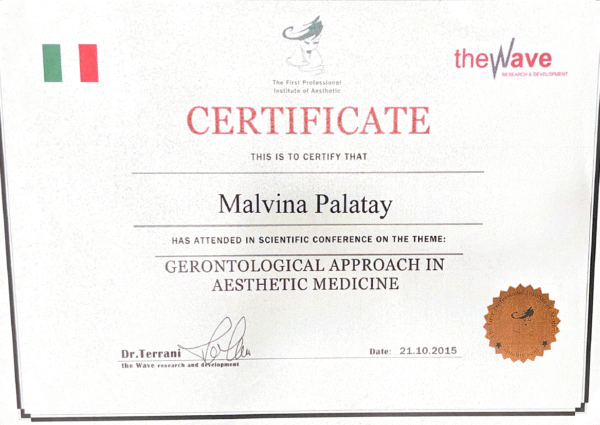 The First Professional
Institute of Aesthetic
theWave
RESEARCH & DEVELOPMENT
CERTIFICATE
THIS IS TO CERTIFY THAT
Malvina Palatay
HAS ATTENDED IN SCIENTIFIC CONFERENCE ON THE THEME:
GERONTOLOGICAL APPROACH IN
AESTHETIC MEDICINE
Dr.Terrani
the Wave research and development
Date: 21.10.2015